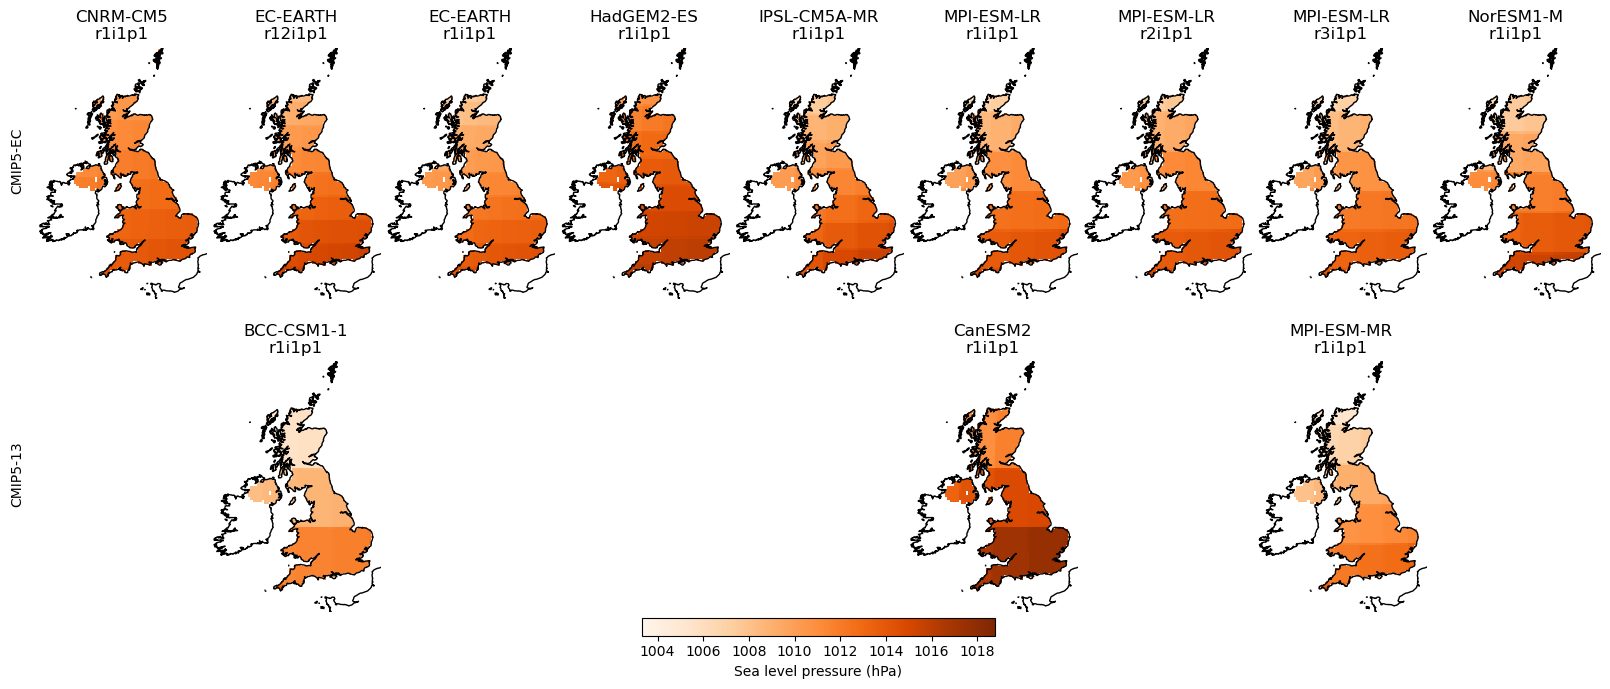 CNRM-CM5
r1i1p1
EC-EARTH
r12i1p1
EC-EARTH
r1i1p1
HadGEM2-ES
r1i1p1
IPSL-CM5A-MR
r1i1p1
MPI-ESM-LR
r1i1p1
MPI-ESM-LR
r2i1p1
MPI-ESM-LR
r3i1p1
NorESM1-M
r1i1p1
CMIP5-EC
BCC-CSM1-1
r1i1p1
CanESM2
r1i1p1
MPI-ESM-MR
r1i1p1
CMIP5-13
1004 1006 1008 1010 1012 1014 1016 1018
Sea level pressure (hPa)